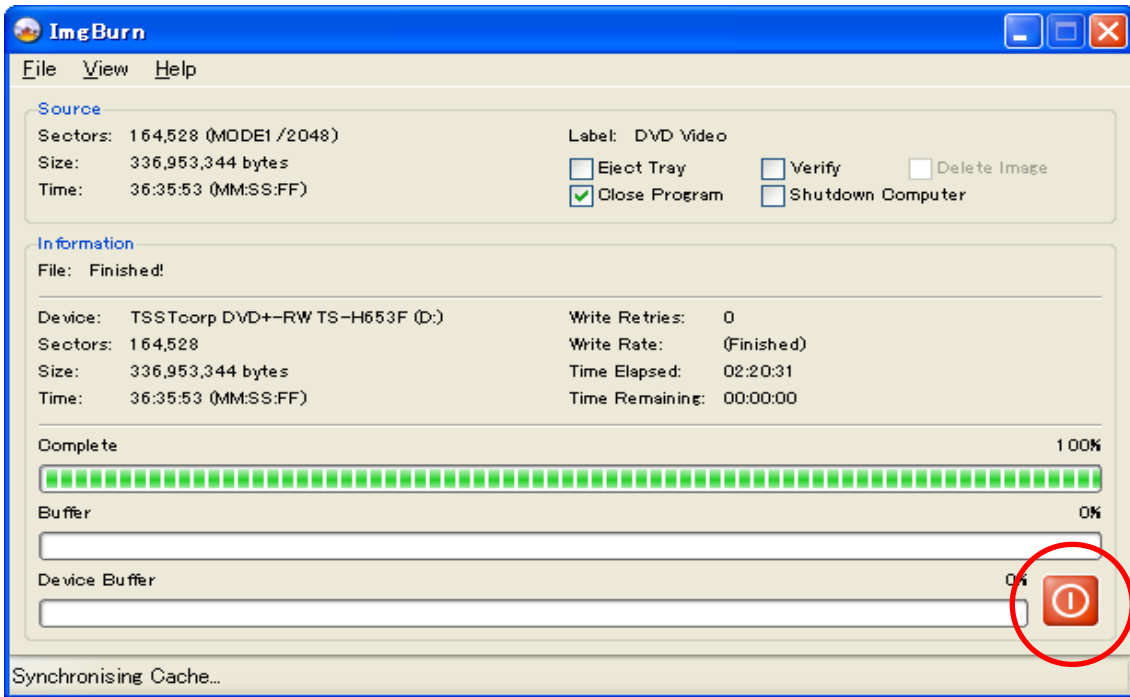 ImgBurn
File View Help
Source
Sectors: 164,528 (MODE1/2048)
Size: 336,953,344 bytes
Time: 36:35:53 (MM:SS:FF)
Label: DVD Video
Eject Tray Verify Delete Image
Close Program Shutdown Computer
Information
File: Finished!
Device: TSSTcorp DVD+-RW TS-H653F (D:)
Sectors: 164,528
Size: 336,953,344 bytes
Time: 36:35:53 (MM:SS:FF)
Write Retries: 0
Write Rate: (Finished)
Time Elapsed: 02:20:31
Time Remaining: 00:00:00
Complete 100%
Buffer 0%
Device Buffer 0%
Synchronising Cache...